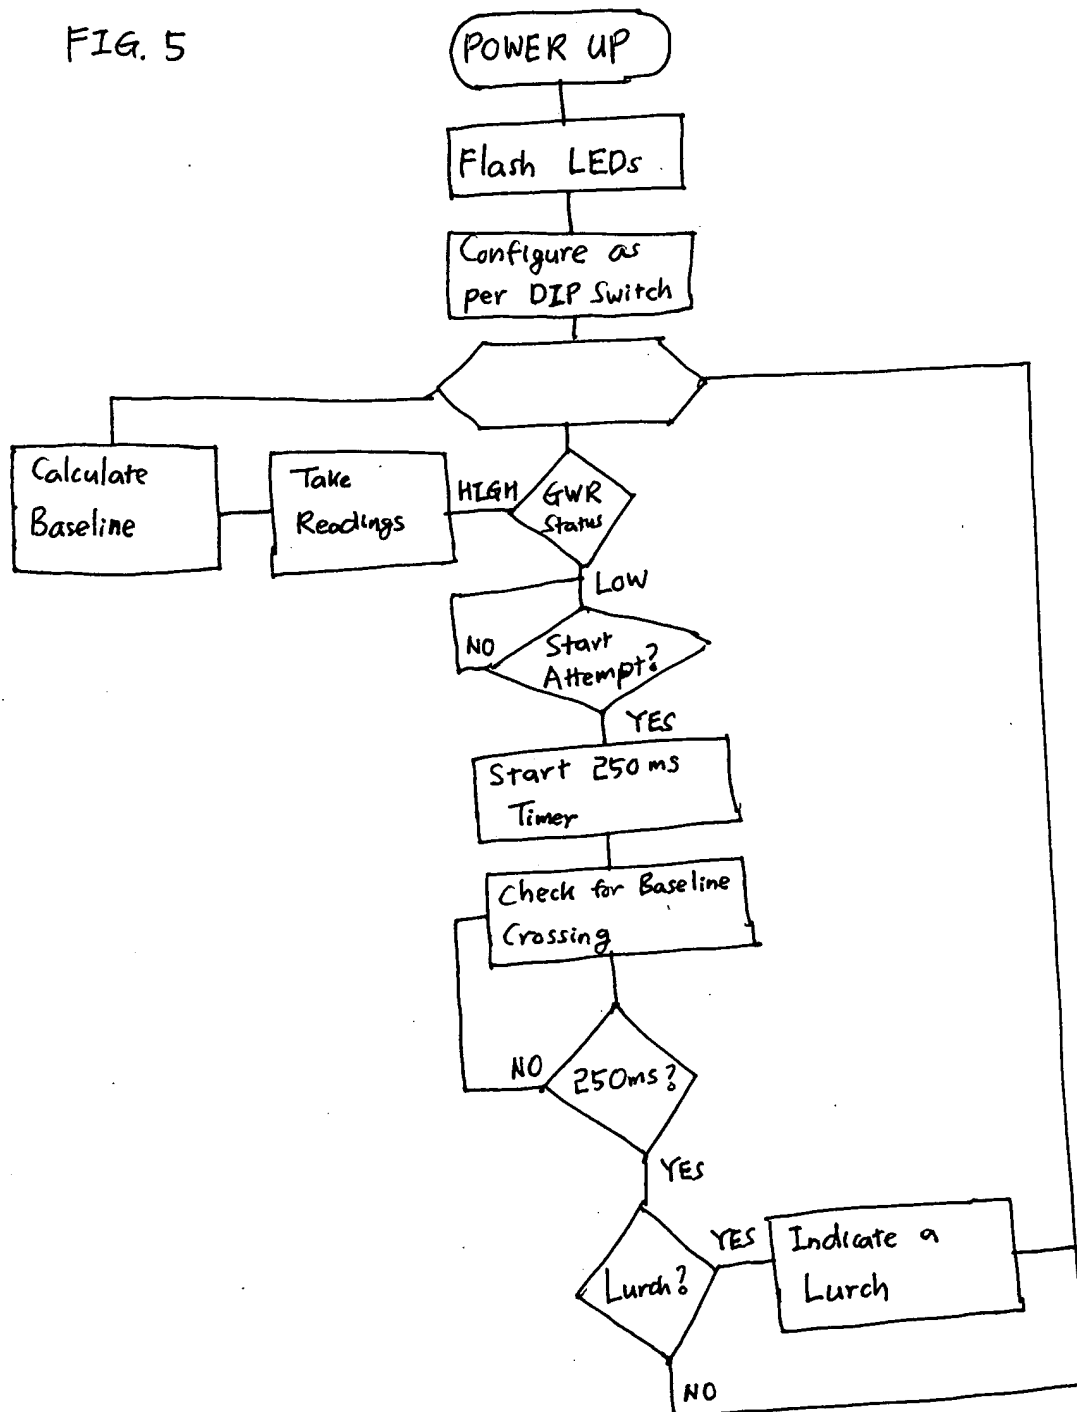 FIG. 5
POWER UP
Flash LEDs
Configure as
per DIP Switch
Calculate
Baseline
Take
Readings
HIGH
GWR
Status
LOW
NO
Start
Attempt?
YES
Start 250ms
Timer
Check for Baseline
Crossing
NO
250ms?
YES
Lurch?
YES
Indicate a
Lurch
NO